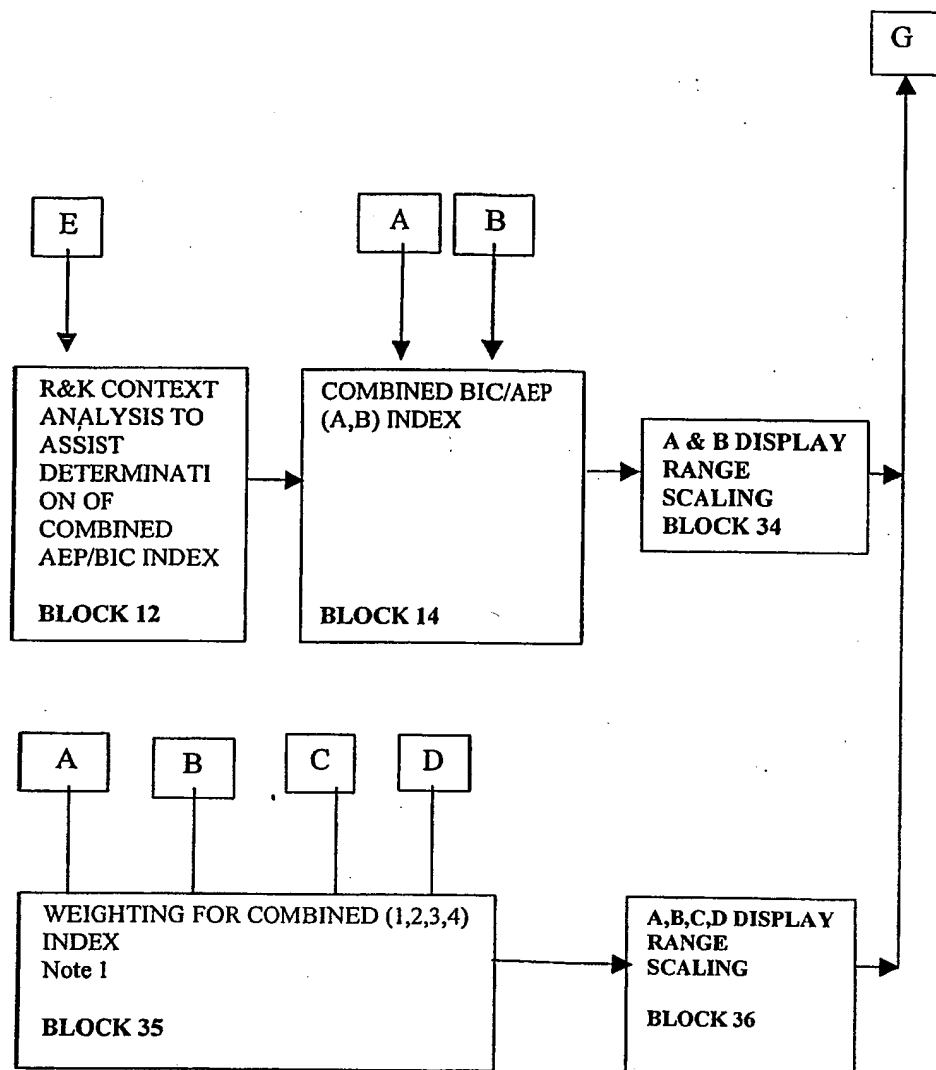 G
E
A
B
R&K CONTEXT
ANALYSIS TO
ASSIST
DETERMINATI
ON OF
COMBINED
AEP/BIC INDEX
BLOCK 12
COMBINED BIC/AEP
(A,B) INDEX
BLOCK 14
A & B DISPLAY
RANGE
SCALING
BLOCK 34
A
B
C
D
WEIGHTING FOR COMBINED (1,2,3,4)
INDEX
Note 1
BLOCK 35
A,B,C,D DISPLAY
RANGE
SCALING
BLOCK 36